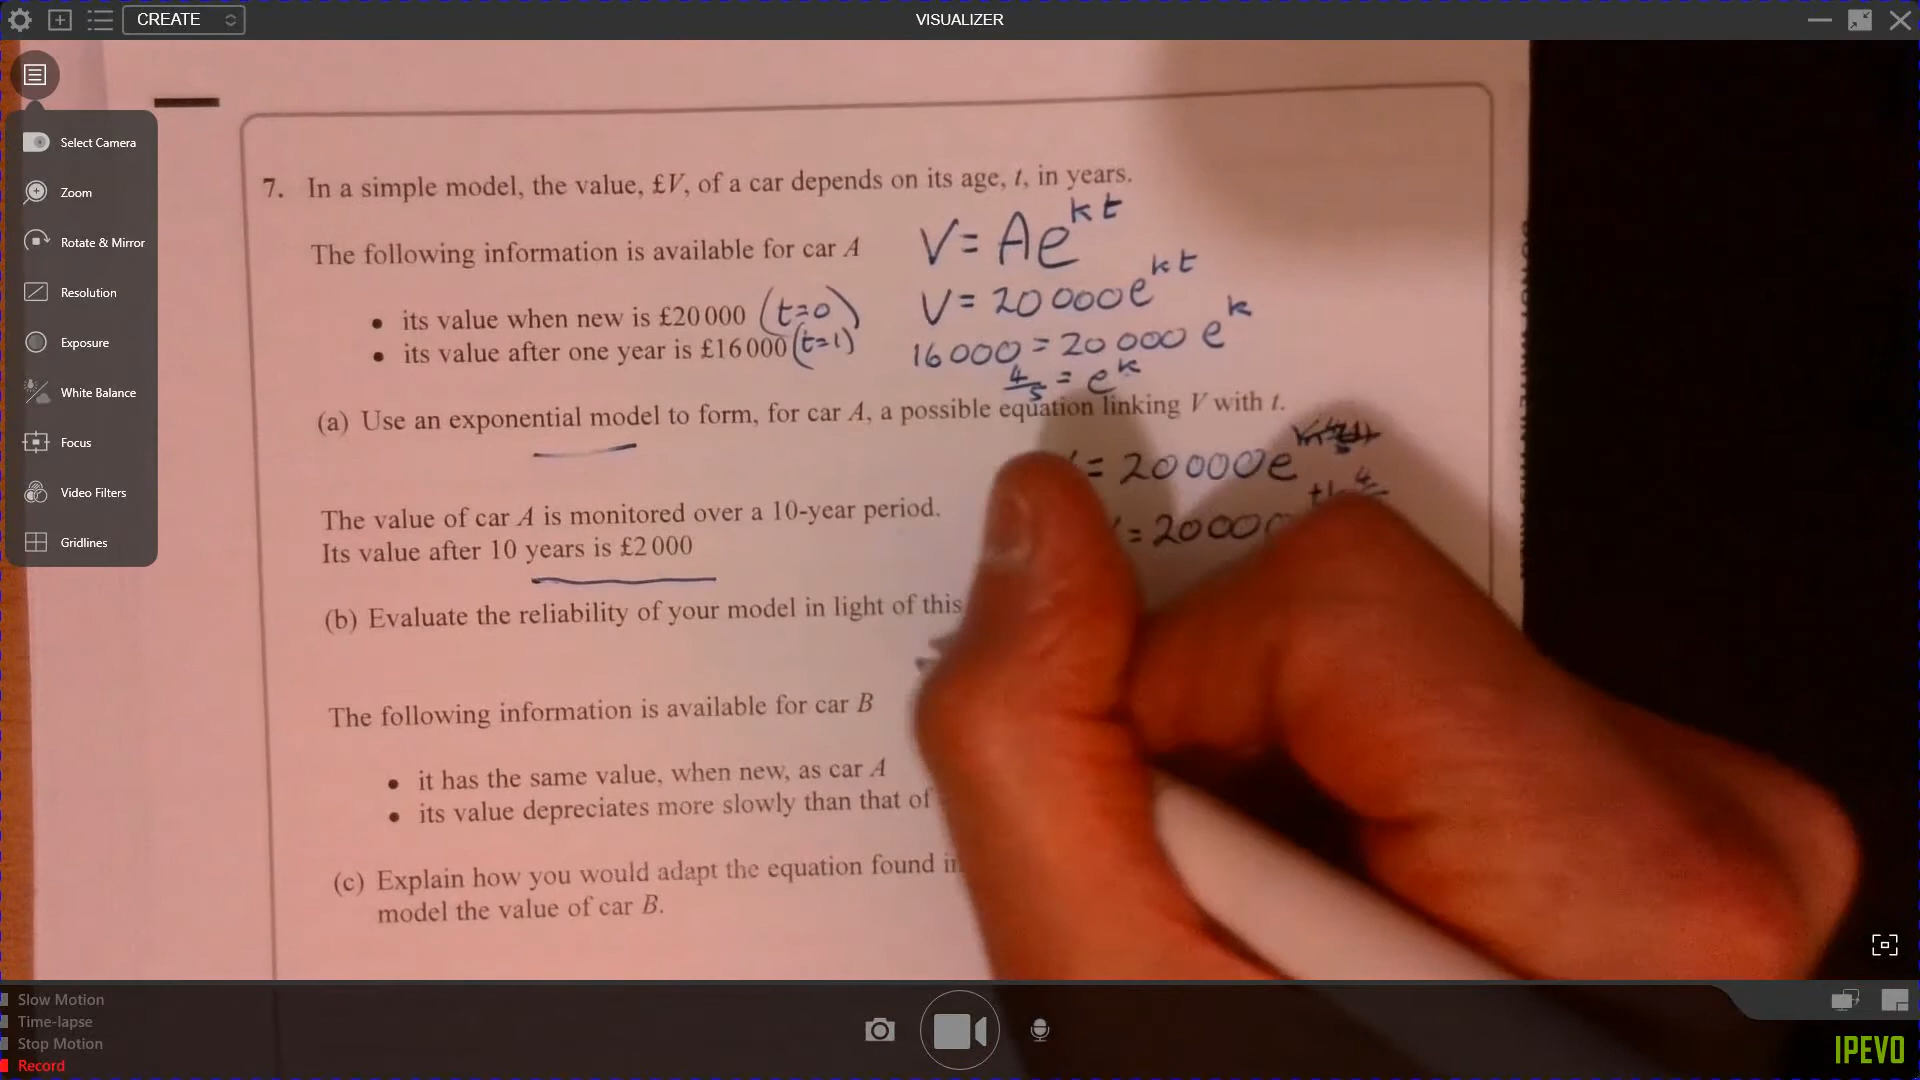 CREATE
VISUALIZER
Select Camera
Zoom
Rotate & Mirror
Resolution
Exposure
White Balance
Focus
Video Filters
Gridlines
7. In a simple model, the value, £V, of a car depends on its age, t, in years.
V = Ae^kt
The following information is available for car A
V = 20000e^kt
• its value when new is £20000 (t=0)
• its value after one year is £16000 (t=1)
16000 = 20000 e^k
4/5 = e^k
(a) Use an exponential model to form, for car A, a possible equation linking V with t.
= 20000e
The value of car A is monitored over a 10-year period.
= 20000
Its value after 10 years is £2000
(b) Evaluate the reliability of your model in light of this
The following information is available for car B
• it has the same value, when new, as car A
• its value depreciates more slowly than that of
(c) Explain how you would adapt the equation found in
model the value of car B.
Slow Motion
Time-lapse
Stop Motion
Record
IPEVO